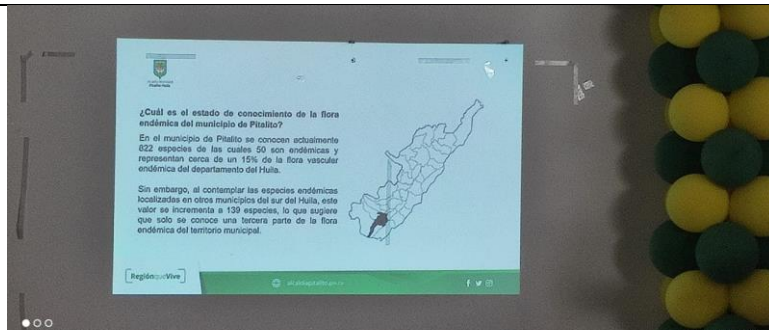 Pitalito-Huila
¿Cuál es el estado de conocimiento de la flora
endémica del municipio de Pitalito?
En el municipio de Pitalito se conocen actualmente
822 especies de las cuales 50 son endémicas y
representan cerca de un 15% de la flora vascular
endémica del departamento del Huila.
Sin embargo, al contemplar las especies endémicas
localizadas en otros municipios del sur del Huila, este
valor se incrementa a 139 especies, lo que sugiere
que solo se conoce una tercera parte de la flora
endémica del territorio municipal.
RegiónqueVive